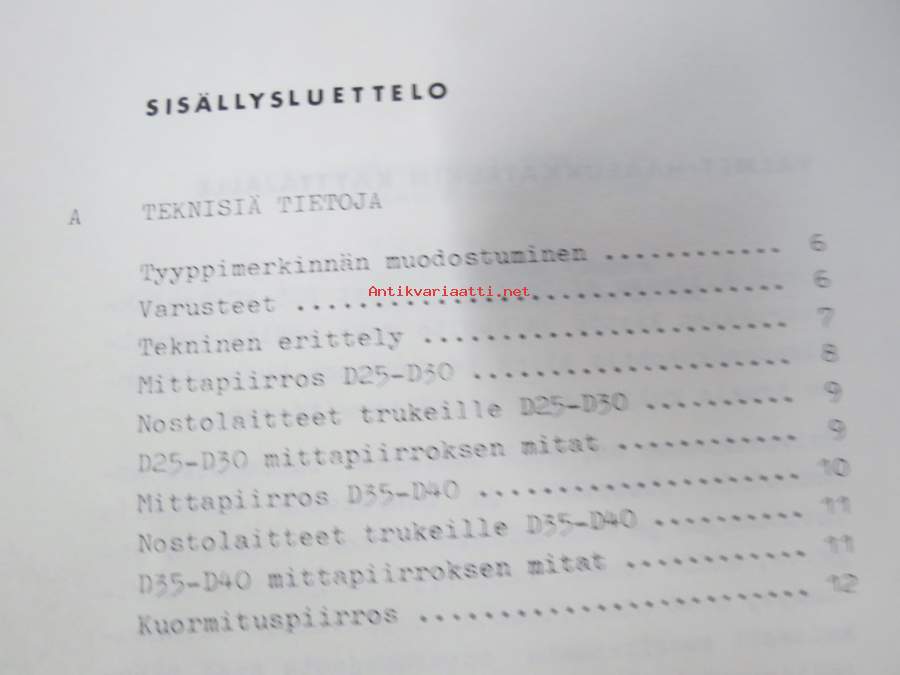 SISÄLLYSLUETTELO
A TEKNISIÄ TIETOJA
Tyyppimerkinnän muodostuminen ............ 6
Varusteet ............................... 6
Antikvariaatti.net
Tekninen erittely ....................... 7
Mittapiirros D25-D30 .................... 8
Nostolaitteet trukeille D25-D30 .......... 9
D25-D30 mittapiirroksen mitat ............ 9
Mittapiirros D35-D40 ..................... 10
Nostolaitteet trukeille D35-D40 .......... 11
D35-D40 mittapiirroksen mitat ............ 11
Kuormituspiirros ......................... 12